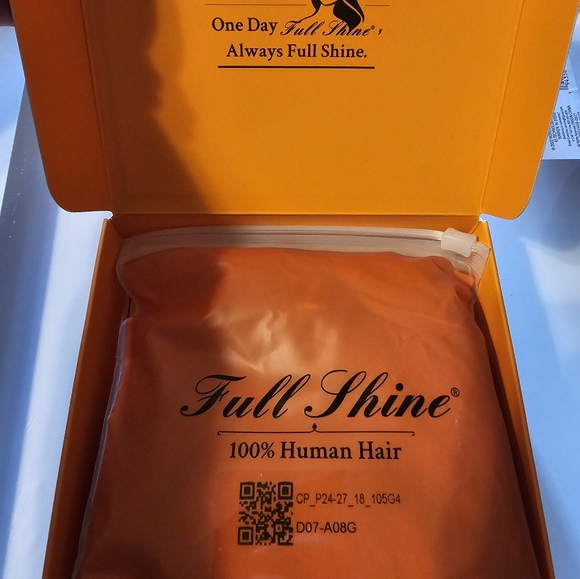 One Day Full Shine®,
Always Full Shine.
Full Shine®
100% Human Hair
CP_P24-27_18_105G4
D07-A08G